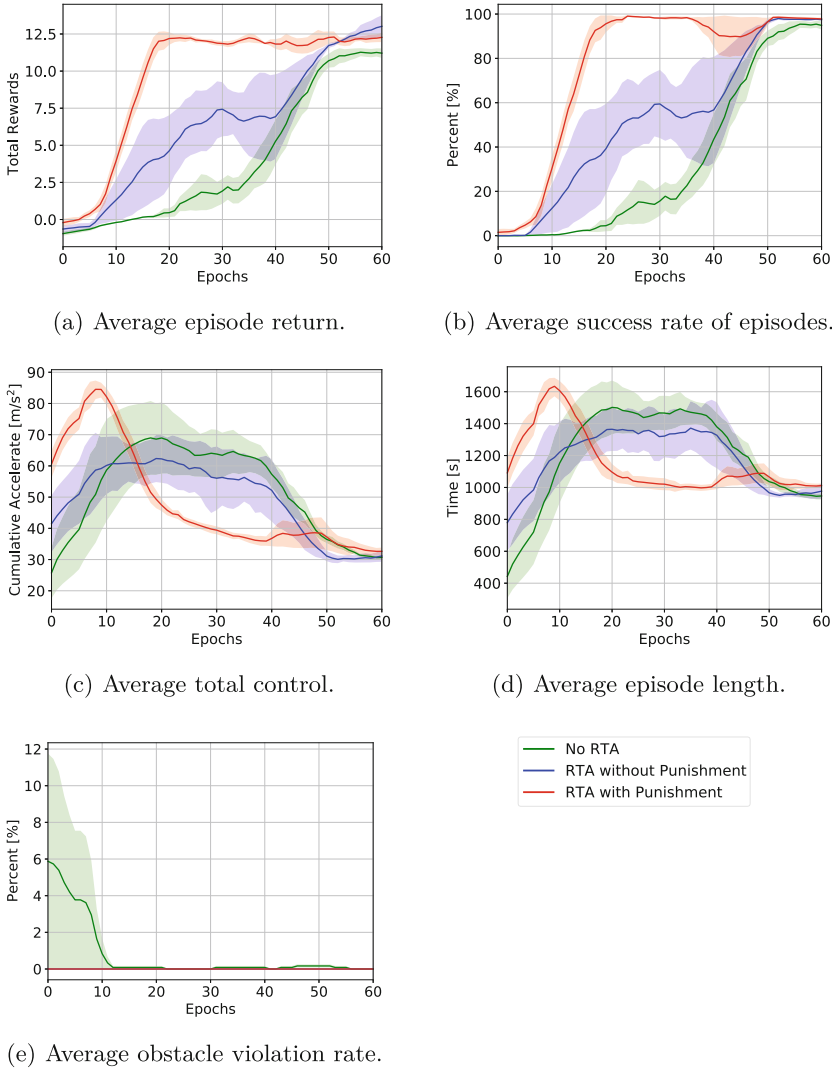 12.5
10.0
7.5
5.0
2.5
0.0
Total Rewards
0 10 20 30 40 50 60
Epochs
(a) Average episode return.
100
80
60
40
20
0
Percent [%]
0 10 20 30 40 50 60
Epochs
(b) Average success rate of episodes.
90
80
70
60
50
40
30
20
Cumulative Accelerate [m/s²]
0 10 20 30 40 50 60
Epochs
(c) Average total control.
1600
1400
1200
1000
800
600
400
Time [s]
0 10 20 30 40 50 60
Epochs
(d) Average episode length.
12
10
8
6
4
2
0
Percent [%]
0 10 20 30 40 50 60
Epochs
(e) Average obstacle violation rate.
No RTA
RTA without Punishment
RTA with Punishment